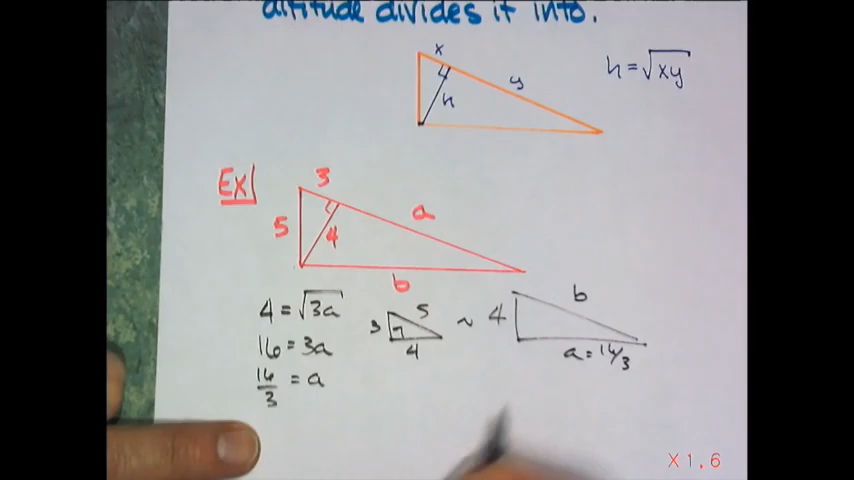 altitude divides it into.
x
y
h
h = √xy
Ex
3
5
4
a
b
4 = √3a
16 = 3a
16/3 = a
3
5
4
~
4
b
a = 16/3
X1.6